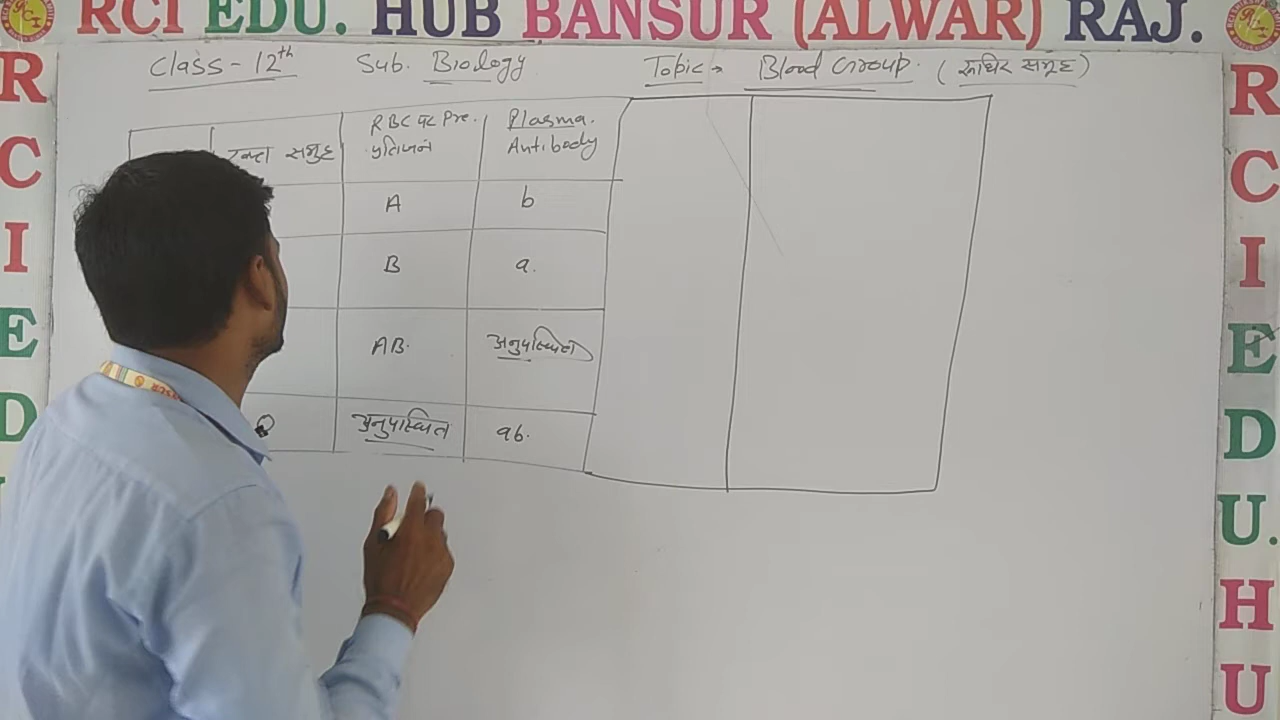 RCI EDU. HUB BANSUR (ALWAR) RAJ.
Class - 12th Sub. Biology Topic → Blood Group. (रूधिर समूह)
रक्त समुह
RBC पर Pre.
प्रतिजन
Plasma.
Antibody
A b
B a.
AB. अनुपस्थित
O अनुपस्थित ab.
R
C
I
E
D
R
C
I
E
D
U.
H
U